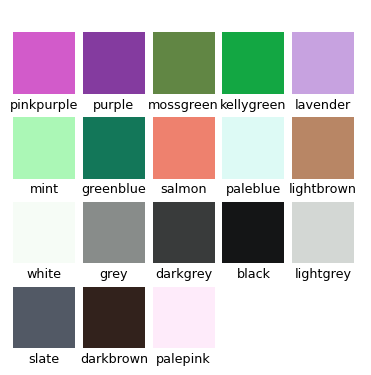 pinkpurple purple mossgreen kellygreen lavender
mint greenblue salmon paleblue lightbrown
white grey darkgrey black lightgrey
slate darkbrown palepink